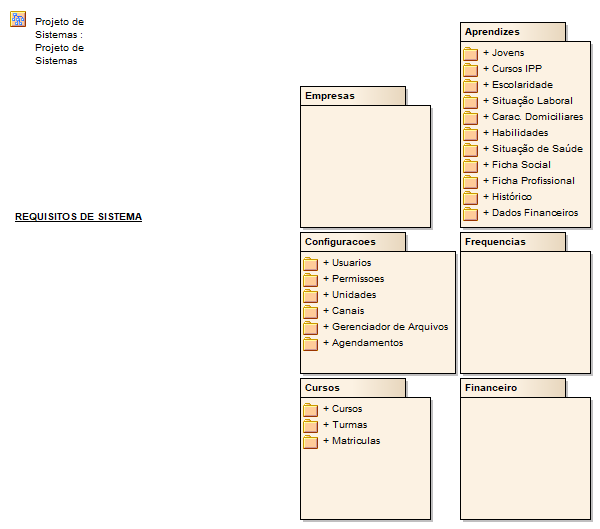 Projeto de
Sistemas :
Projeto de
Sistemas
REQUISITOS DE SISTEMA
Empresas
Aprendizes
+ Jovens
+ Cursos IPP
+ Escolaridade
+ Situação Laboral
+ Carac. Domiciliares
+ Habilidades
+ Situação de Saúde
+ Ficha Social
+ Ficha Profissional
+ Histórico
+ Dados Financeiros
Configuracoes
+ Usuarios
+ Permissoes
+ Unidades
+ Canais
+ Gerenciador de Arquivos
+ Agendamentos
Frequencias
Cursos
+ Cursos
+ Turmas
+ Matriculas
Financeiro